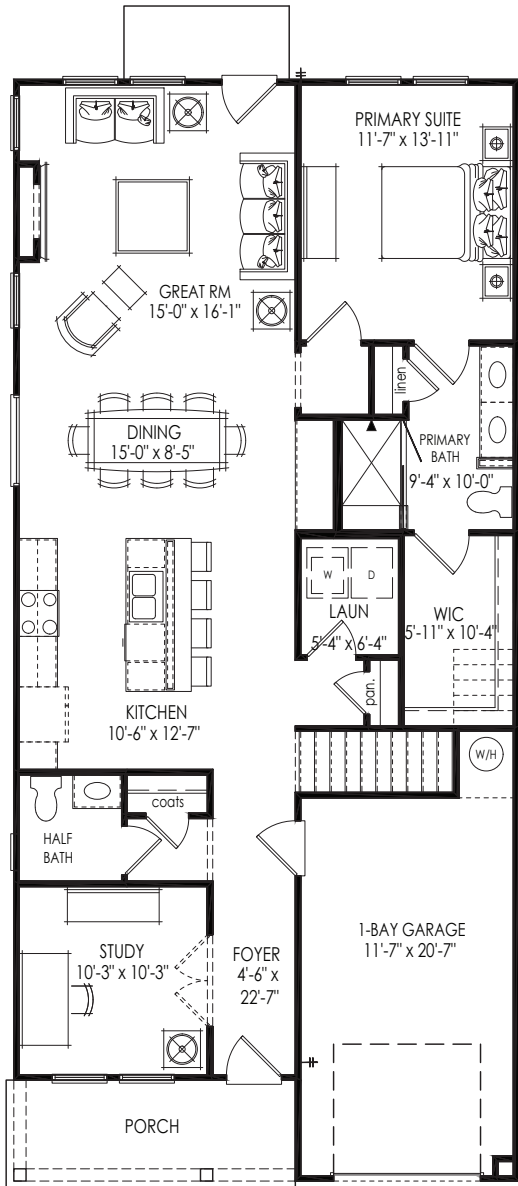 PRIMARY SUITE
11'-7" x 13'-11"
GREAT RM
15'-0" x 16'-1"
linen
DINING
15'-0" x 8'-5"
PRIMARY
BATH
9'-4" x 10'-0"
W
D
LAUN
5'-4" x 6'-4"
WIC
5'-11" x 10'-4"
pan.
KITCHEN
10'-6" x 12'-7"
W/H
coats
HALF
BATH
STUDY
10'-3" x 10'-3"
FOYER
4'-6" x
22'-7"
1-BAY GARAGE
11'-7" x 20'-7"
PORCH